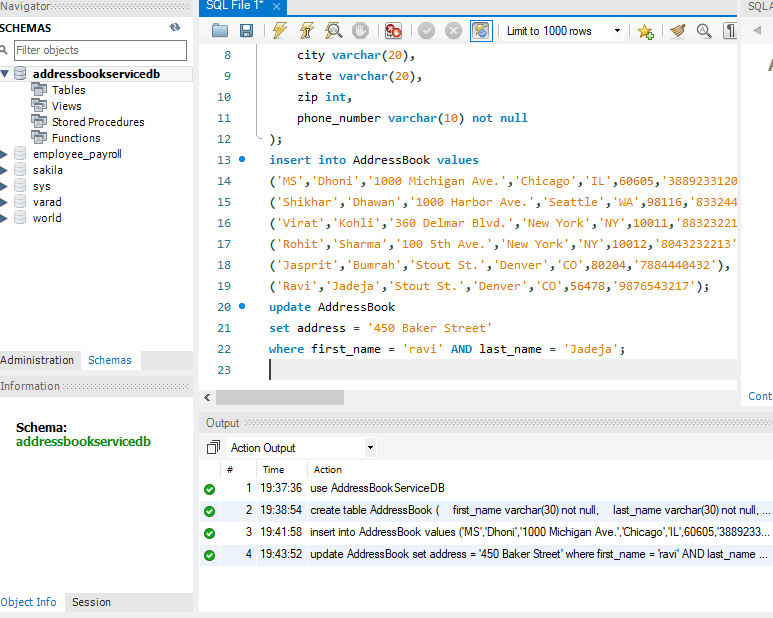 Navigator
SCHEMAS
Filter objects
addressbookservicedb
Tables
Views
Stored Procedures
Functions
employee_payroll
sakila
sys
varad
world
Administration Schemas
Information
Schema:
addressbookservicedb
Object Info Session
SQL File 1*
Limit to 1000 rows
8 city varchar(20),
9 state varchar(20),
10 zip int,
11 phone_number varchar(10) not null
12 );
13 insert into AddressBook values
14 ('MS','Dhoni','1000 Michigan Ave.','Chicago','IL',60605,'3889233120
15 ('Shikhar','Dhawan','1000 Harbor Ave.','Seattle','WA',98116,'833244
16 ('Virat','Kohli','360 Delmar Blvd.','New York','NY',10011,'88323221
17 ('Rohit','Sharma','100 5th Ave.','New York','NY',10012,'8043232213'
18 ('Jasprit','Bumrah','Stout St.','Denver','CO',80204,'7884440432'),
19 ('Ravi','Jadeja','Stout St.','Denver','CO',56478,'9876543217');
20 update AddressBook
21 set address = '450 Baker Street'
22 where first_name = 'ravi' AND last_name = 'Jadeja';
23
Output
Action Output
# Time Action
1 19:37:36 use AddressBookServiceDB
2 19:38:54 create table AddressBook ( first_name varchar(30) not null, last_name varchar(30) not null, ...
3 19:41:58 insert into AddressBook values ('MS','Dhoni','1000 Michigan Ave.','Chicago','IL',60605,'3889233...
4 19:43:52 update AddressBook set address = '450 Baker Street' where first_name = 'ravi' AND last_name ...
SQLA
Cont